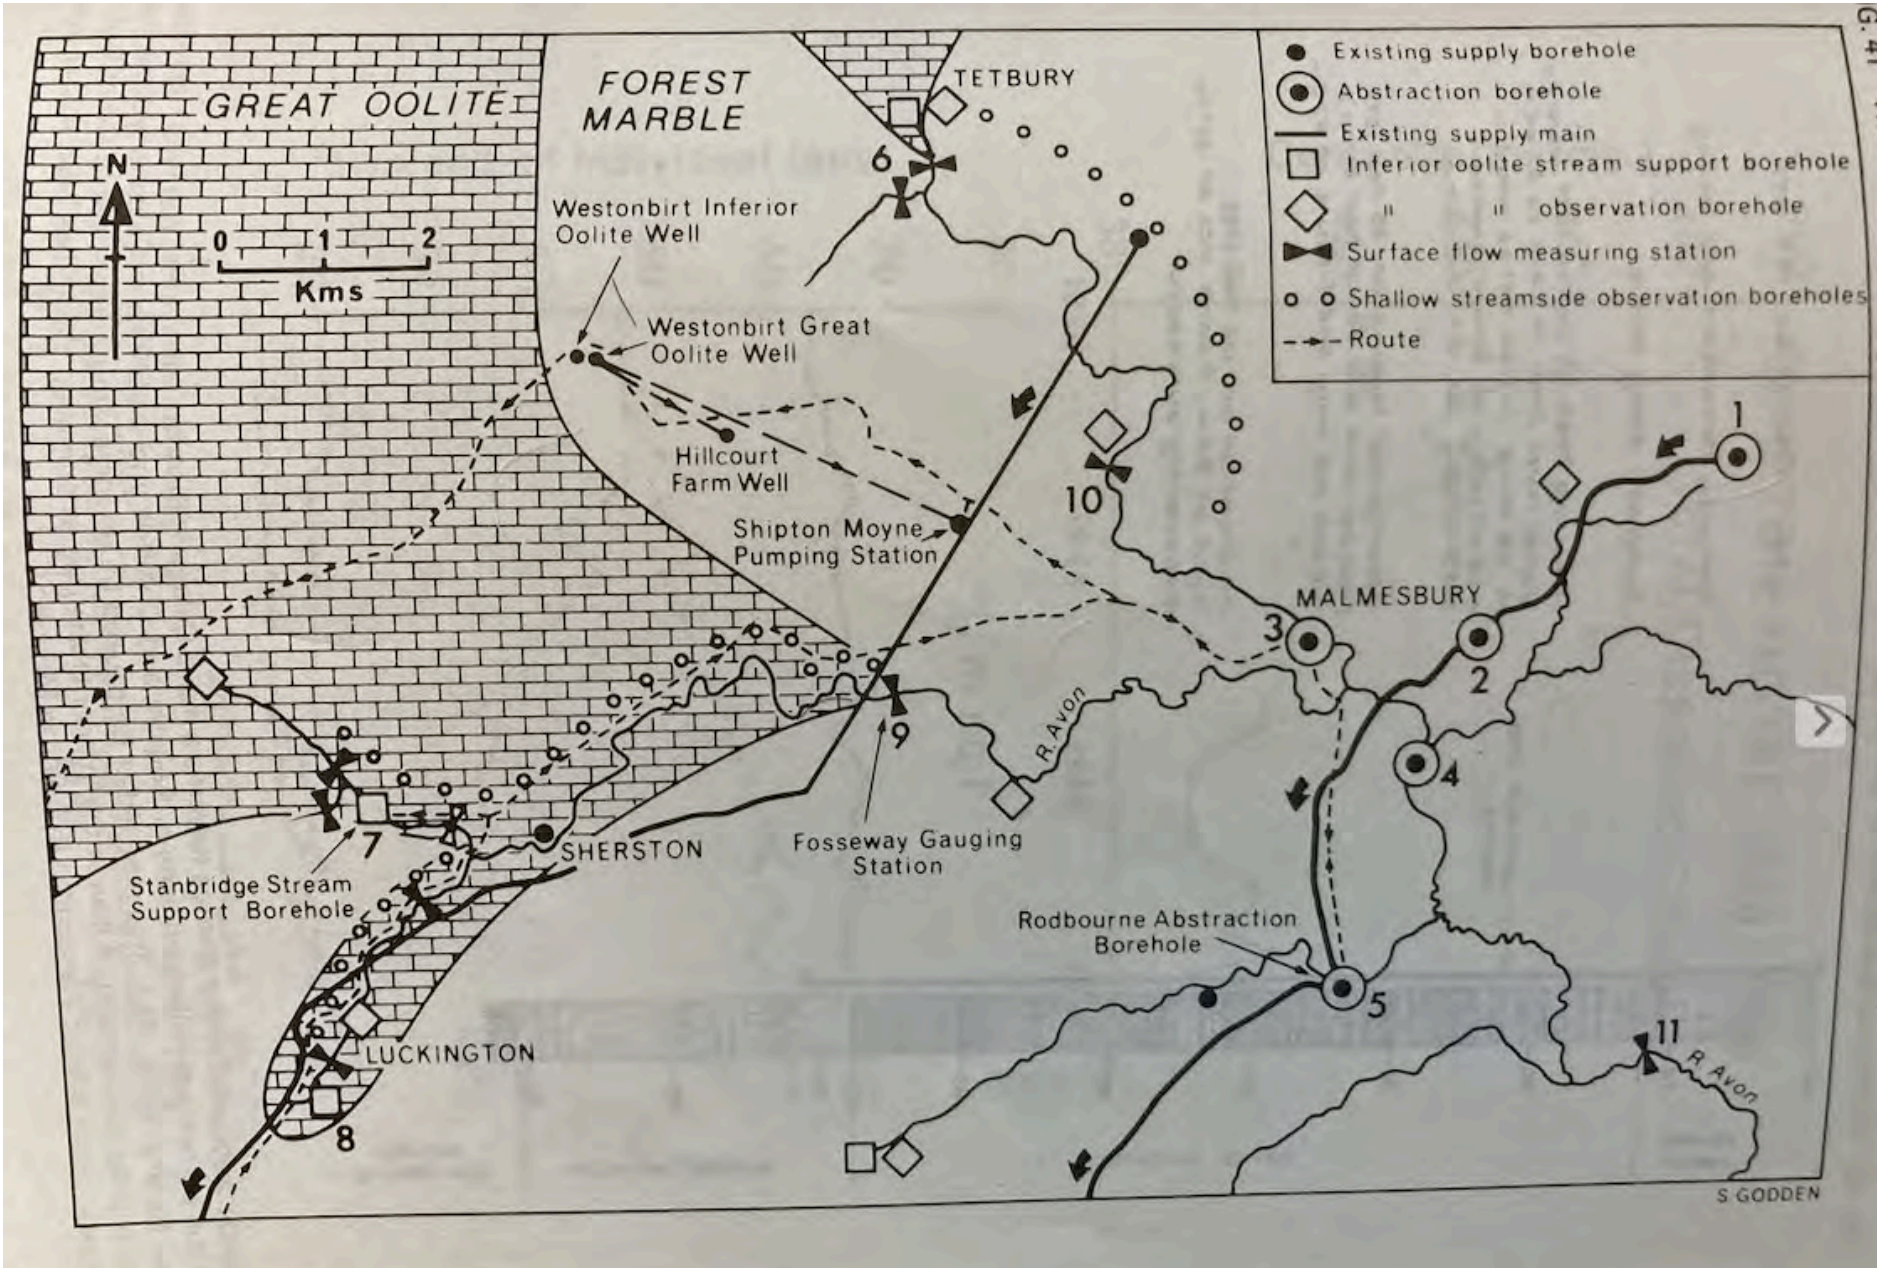 G. 41
GREAT OOLITE
FOREST
MARBLE
TETBURY
Existing supply borehole
Abstraction borehole
Existing supply main
Inferior oolite stream support borehole
" " observation borehole
Surface flow measuring station
Shallow streamside observation boreholes
Route
N
0 1 2
Kms
6
Westonbirt Inferior
Oolite Well
Westonbirt Great
Oolite Well
Hillcourt
Farm Well
Shipton Moyne
Pumping Station
10
1
MALMESBURY
3
2
4
R. Avon
9
Fosseway Gauging
Station
7
SHERSTON
Stanbridge Stream
Support Borehole
Rodbourne Abstraction
Borehole
5
LUCKINGTON
8
11
R. Avon
S GODDEN